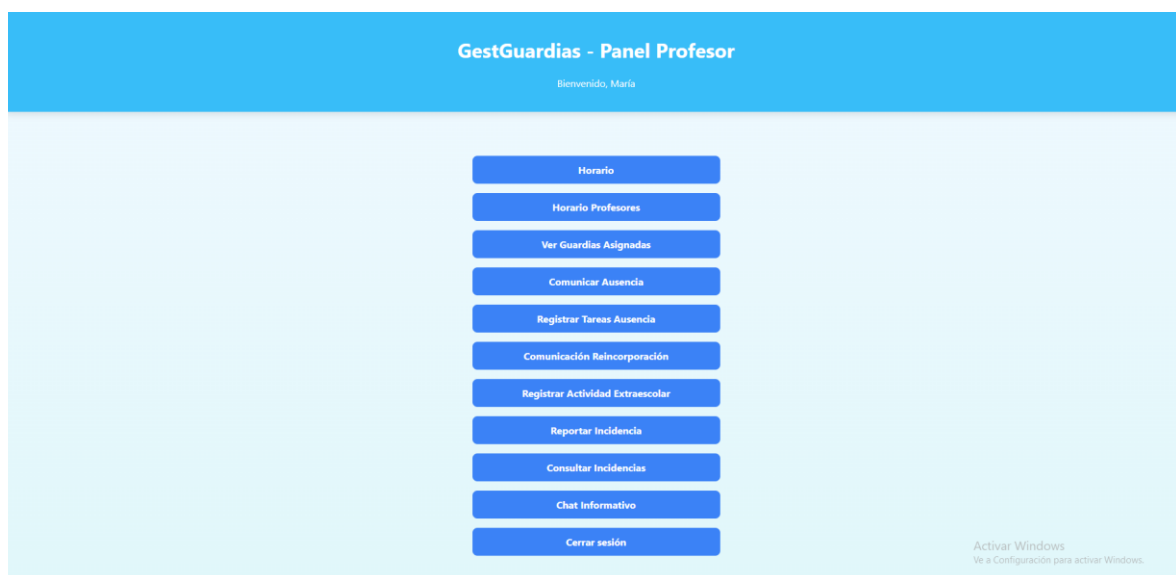 GestGuardias - Panel Profesor
Bienvenido, María
Horario
Horario Profesores
Ver Guardias Asignadas
Comunicar Ausencia
Registrar Tareas Ausencia
Comunicación Reincorporación
Registrar Actividad Extraescolar
Reportar Incidencia
Consultar Incidencias
Chat Informativo
Cerrar sesión
Activar Windows
Ve a Configuración para activar Windows.